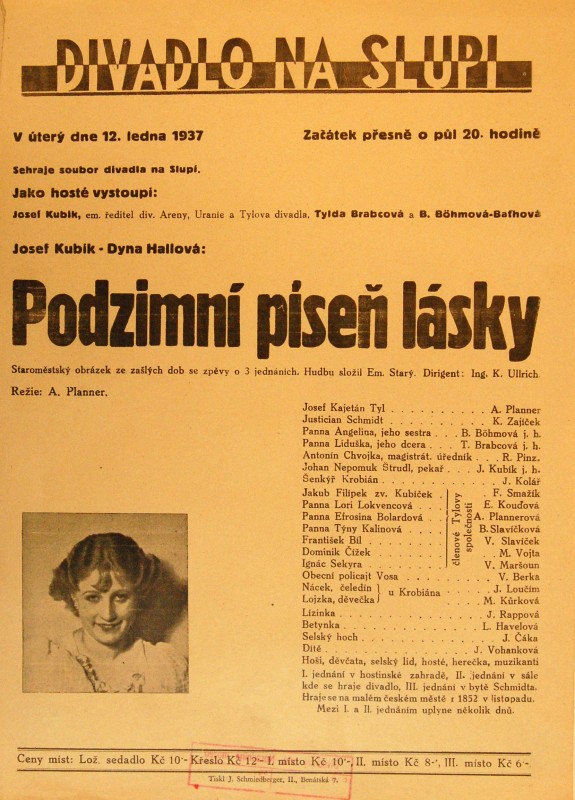 DIVADLO NA SLUPI
V úterý dne 12. ledna 1937 Začátek přesně o půl 20. hodině
Sehraje soubor divadla na Slupi.
Jako hosté vystoupí:
Josef Kubík, em. ředitel div. Areny, Uranie a Tylova divadla, Tylda Brabcová a B. Böhmová-Baťhová
Josef Kubík - Dyna Hallová:
Podzimní píseň lásky
Staroměstský obrázek ze zašlých dob se zpěvy o 3 jednáních. Hudbu složil Em. Starý. Dirigent: Ing. K. Ullrich.
Režie: A. Planner.
Josef Kajetán Tyl . . . . . . . . . . A. Planner
Justician Schmidt . . . . . . . . . . K. Zajíček
Panna Angelina, jeho sestra . . . B. Böhmová j. h.
Panna Liduška, jeho dcera . . . . T. Brabcová j. h.
Antonín Chvojka, magistrát. úředník . . . R. Pinz.
Johan Nepomuk Štrudl, pekař . . . J. Kubík j. h.
Šenkýř Krobián . . . . . . . . . . . J. Kolář
Jakub Filípek zv. Kubíček . F. Smažík
Panna Lori Lokvencová . . . E. Kouďová
Panna Efrosina Bolardová . . . A. Plannerová
Panna Týny Kalinová . . . . B. Slavíčková
František Bíl . . . . . . V. Slavíček
Dominik Čížek . . . . . . M. Vojta
Ignác Sekyra . . . . . . V. Maršoun
členové Tylovy
společnosti
Obecní policajt Vosa . . . . . . . . . V. Berka
Nácek, čeledín . . . J. Loučím
u Krobiána
Lojzka, děvečka . . . M. Kůrková
Lízinka . . . . . . . . . . . . J. Rappová
Betynka . . . . . . . . . . . . L. Havelová
Selský hoch . . . . . . . . . . . . J. Čáka
Dítě . . . . . . . . . . . . J. Vohanková
Hoši, děvčata, selský lid, hosté, herečka, muzikanti
I. jednání v hostinské zahradě, II. jednání v sále
kde se hraje divadlo, III. jednání v bytě Schmidta.
Hraje se na malém českém městě r 1852 v listopadu.
Mezi I. a II. jednáním uplyne několik dnů.
Ceny míst: Lož. sedadlo Kč 10·- Křeslo Kč 12·- I. místo Kč 10·-, II. místo Kč 8·-, III. místo Kč 6·-.
Tiskl J. Schmiedberger, II., Benátská 7.